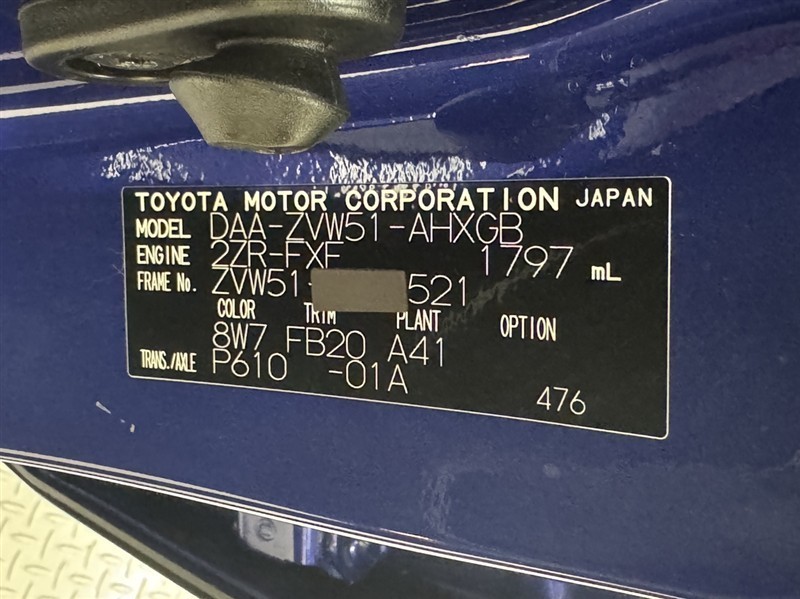 TOYOTA MOTOR CORPORATION JAPAN
MODEL DAA-ZVW51-AHXGB
ENGINE 2ZR-FXE 1797 mL
FRAME No. ZVW51- 521
COLOR TRIM PLANT OPTION
8W7 FB20 A41
TRANS./AXLE P610 -01A
476